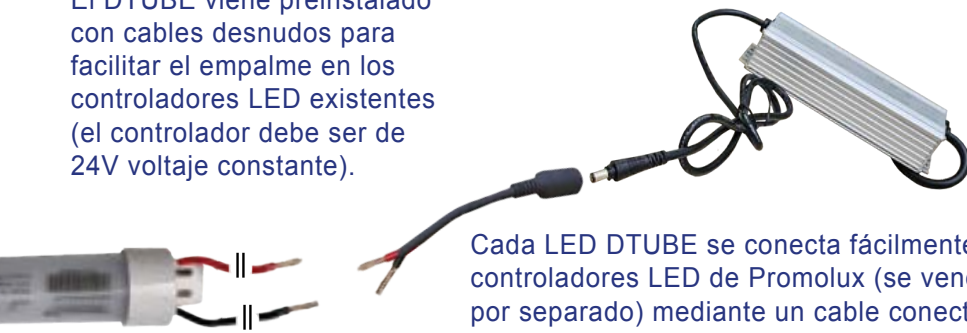 El DTUBE viene preinstalado
con cables desnudos para
facilitar el empalme en los
controladores LED existentes
(el controlador debe ser de
24V voltaje constante).
Cada LED DTUBE se conecta fácilmente
controladores LED de Promolux (se vend
por separado) mediante un cable conect